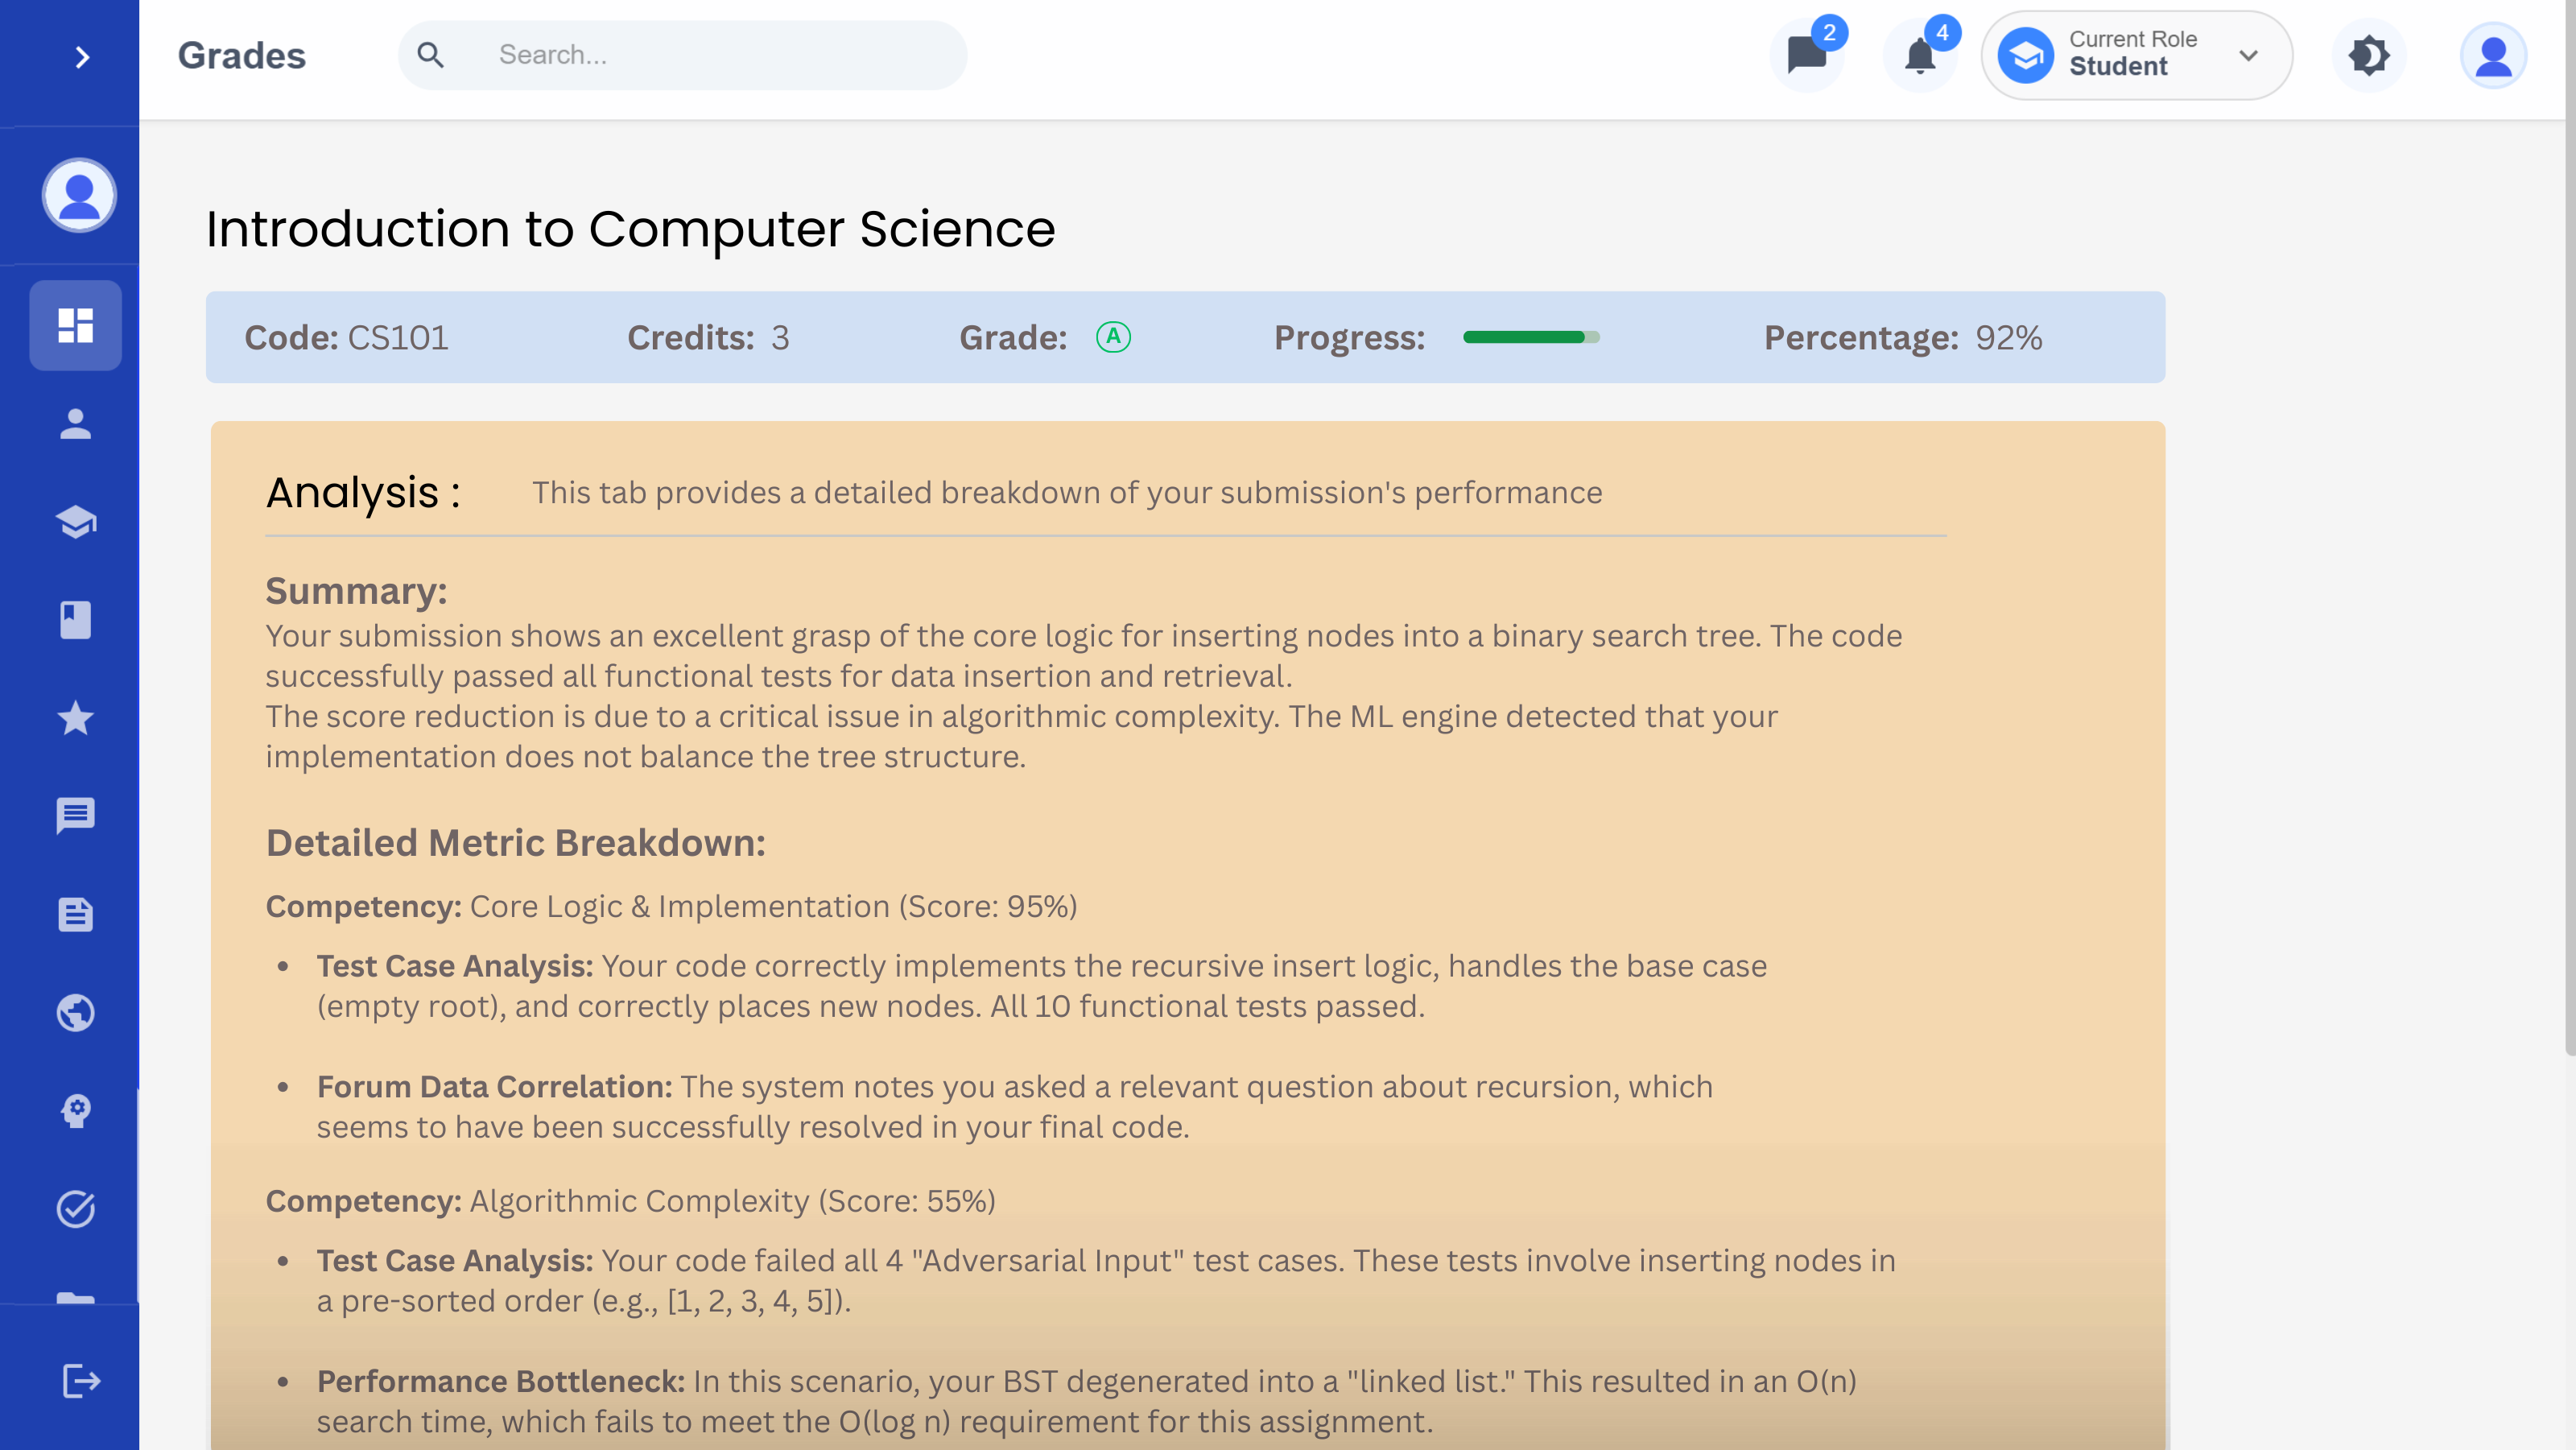 Grades
Search...
2
4
Current Role
Student
Introduction to Computer Science
Code: CS101 Credits: 3 Grade: A Progress: Percentage: 92%
Analysis : This tab provides a detailed breakdown of your submission's performance
Summary:
Your submission shows an excellent grasp of the core logic for inserting nodes into a binary search tree. The code
successfully passed all functional tests for data insertion and retrieval.
The score reduction is due to a critical issue in algorithmic complexity. The ML engine detected that your
implementation does not balance the tree structure.
Detailed Metric Breakdown:
Competency: Core Logic & Implementation (Score: 95%)
• Test Case Analysis: Your code correctly implements the recursive insert logic, handles the base case
(empty root), and correctly places new nodes. All 10 functional tests passed.
• Forum Data Correlation: The system notes you asked a relevant question about recursion, which
seems to have been successfully resolved in your final code.
Competency: Algorithmic Complexity (Score: 55%)
• Test Case Analysis: Your code failed all 4 "Adversarial Input" test cases. These tests involve inserting nodes in
a pre-sorted order (e.g., [1, 2, 3, 4, 5]).
• Performance Bottleneck: In this scenario, your BST degenerated into a "linked list." This resulted in an O(n)
search time, which fails to meet the O(log n) requirement for this assignment.